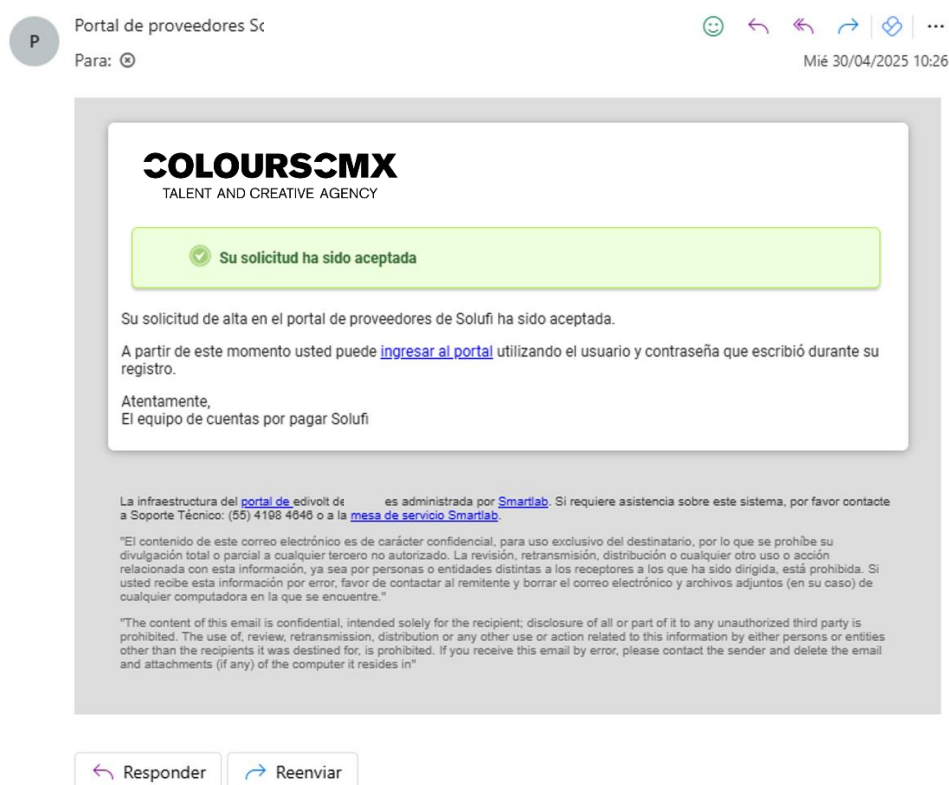 P
Portal de proveedores Sc
Para:
Mié 30/04/2025 10:26
COLOURSCMX
TALENT AND CREATIVE AGENCY
Su solicitud ha sido aceptada
Su solicitud de alta en el portal de proveedores de Solufi ha sido aceptada.
A partir de este momento usted puede ingresar al portal utilizando el usuario y contraseña que escribió durante su
registro.
Atentamente,
El equipo de cuentas por pagar Solufi
La infraestructura del portal de edivolt de es administrada por Smartlab. Si requiere asistencia sobre este sistema, por favor contacte
a Soporte Técnico: (55) 4198 4646 o a la mesa de servicio Smartlab.
"El contenido de este correo electrónico es de carácter confidencial, para uso exclusivo del destinatario, por lo que se prohíbe su
divulgación total o parcial a cualquier tercero no autorizado. La revisión, retransmisión, distribución o cualquier otro uso o acción
relacionada con esta información, ya sea por personas o entidades distintas a los receptores a los que ha sido dirigida, está prohibida. Si
usted recibe esta información por error, favor de contactar al remitente y borrar el correo electrónico y archivos adjuntos (en su caso) de
cualquier computadora en la que se encuentre."
"The content of this email is confidential, intended solely for the recipient; disclosure of all or part of it to any unauthorized third party is
prohibited. The use of, review, retransmission, distribution or any other use or action related to this information by either persons or entities
other than the recipients it was destined for, is prohibited. If you receive this email by error, please contact the sender and delete the email
and attachments (if any) of the computer it resides in"
Responder
Reenviar